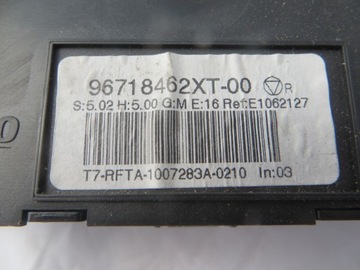 96718462XT-00 R
S:5.02 H:5.00 G:M E:16 Ref:E1062127
T7-RFTA-1007283A-0210 In:03